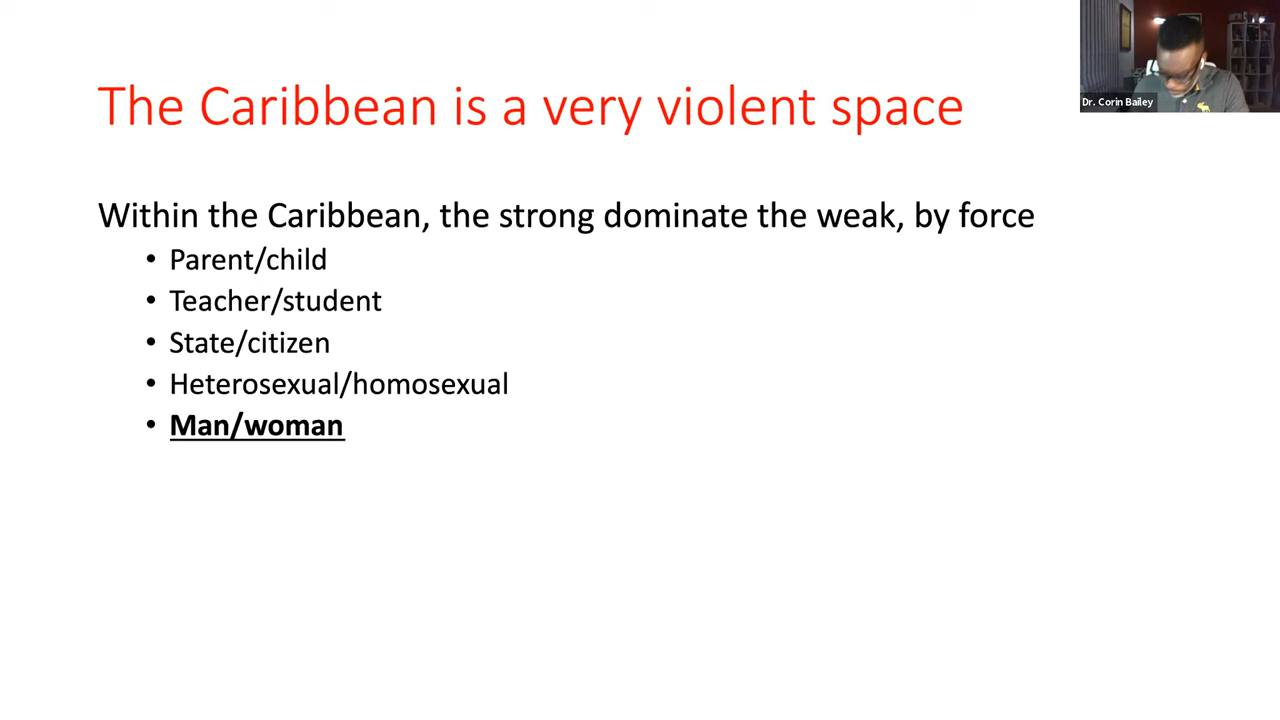 The Caribbean is a very violent space
Dr. Corin Bailey
Within the Caribbean, the strong dominate the weak, by force
• Parent/child
• Teacher/student
• State/citizen
• Heterosexual/homosexual
• Man/woman